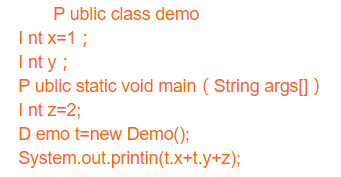 P ublic class demo
I nt x=1；
I nt y；
P ublic static void main（String args[]）
I nt z=2;
D emo t=new Demo();
System.out.printin(t.x+t.y+z);